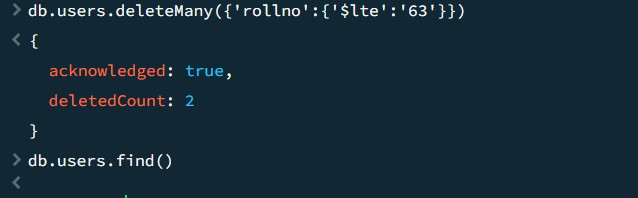 > db.users.deleteMany({'rollno':{'$lte':'63'}})
< {
acknowledged: true,
deletedCount: 2
}
> db.users.find()
<